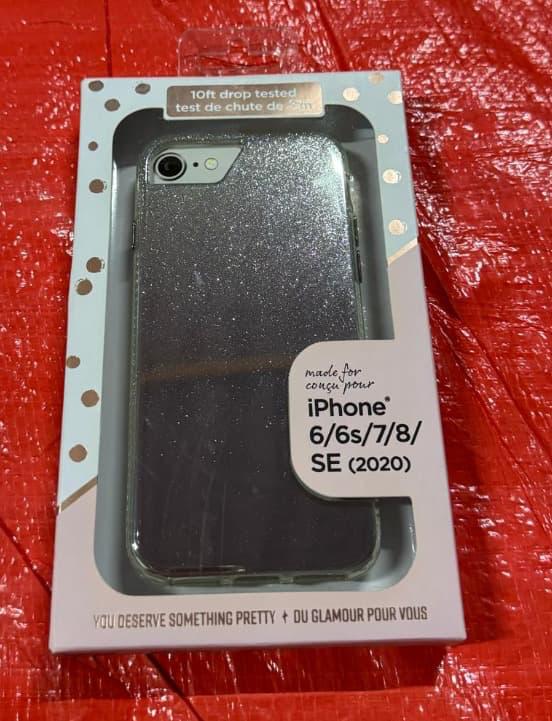 10ft drop tested
test de chute de 3m
made for
conçu pour
iPhone®
6/6s/7/8/
SE (2020)
YOU DESERVE SOMETHING PRETTY DU GLAMOUR POUR VOUS